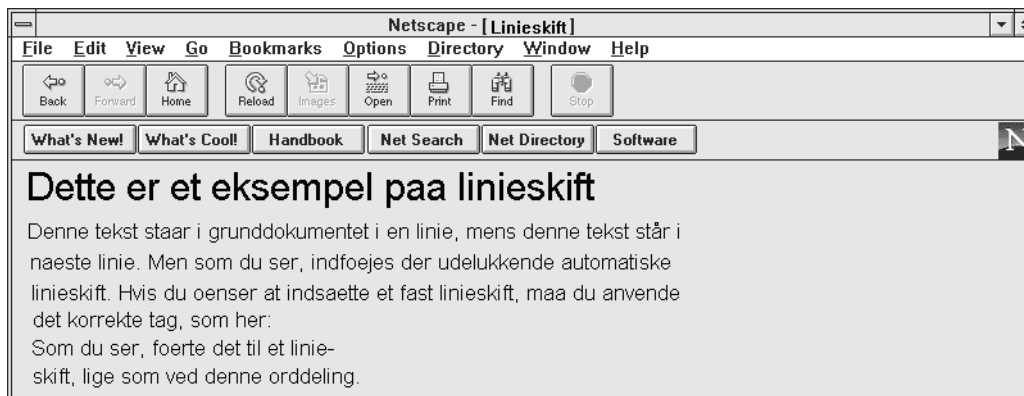 Netscape - [Linieskift]
File Edit View Go Bookmarks Options Directory Window Help
Back Forward Home Reload Images Open Print Find Stop
What's New! What's Cool! Handbook Net Search Net Directory Software
N
Dette er et eksempel paa linieskift
Denne tekst staar i grunddokumentet i en linie, mens denne tekst står i
naeste linie. Men som du ser, indfoejes der udelukkende automatiske
linieskift. Hvis du oenser at indsaette et fast linieskift, maa du anvende
det korrekte tag, som her:
Som du ser, foerte det til et linie-
skift, lige som ved denne orddeling.